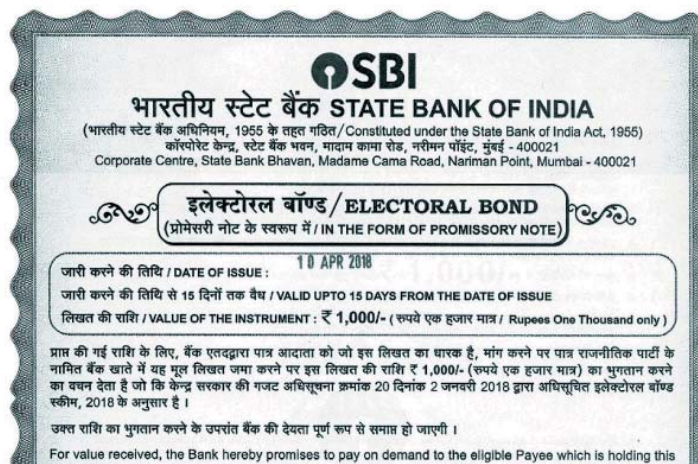 SBI
भारतीय स्टेट बैंक STATE BANK OF INDIA
(भारतीय स्टेट बैंक अधिनियम, 1955 के तहत गठित/Constituted under the State Bank of India Act, 1955)
कॉरपोरेट केन्द्र, स्टेट बैंक भवन, मादाम कामा रोड, नरीमन पॉइंट, मुंबई - 400021
Corporate Centre, State Bank Bhavan, Madame Cama Road, Nariman Point, Mumbai - 400021
इलेक्टोरल बॉण्ड/ELECTORAL BOND
(प्रोमेसरी नोट के स्वरूप में/IN THE FORM OF PROMISSORY NOTE)
10 APR 2018
जारी करने की तिथि / DATE OF ISSUE :
जारी करने की तिथि से 15 दिनों तक वैध / VALID UPTO 15 DAYS FROM THE DATE OF ISSUE
लिखत की राशि / VALUE OF THE INSTRUMENT : ₹ 1,000/- (रुपये एक हजार मात्र / Rupees One Thousand only)
प्राप्त की गई राशि के लिए, बैंक एतदद्वारा पात्र आदाता को जो इस लिखत का धारक है, मांग करने पर पात्र राजनीतिक पार्टी के
नामित बैंक खाते में यह मूल लिखत जमा करने पर इस लिखत की राशि ₹ 1,000/- (रुपये एक हजार मात्र) का भुगतान करने
का वचन देता है जो कि केन्द्र सरकार की गजट अधिसूचना क्रमांक 20 दिनांक 2 जनवरी 2018 द्वारा अधिसूचित इलेक्टोरल बॉण्ड
स्कीम, 2018 के अनुसार है ।
उक्त राशि का भुगतान करने के उपरांत बैंक की देयता पूर्ण रूप से समाप्त हो जाएगी ।
For value received, the Bank hereby promises to pay on demand to the eligible Payee which is holding this